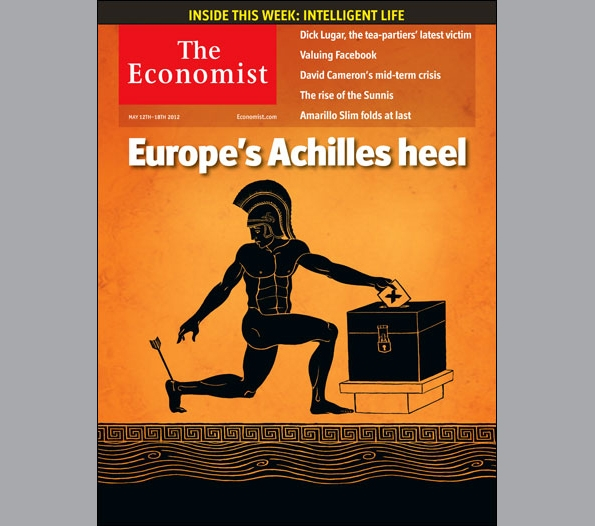 INSIDE THIS WEEK: INTELLIGENT LIFE
The
Economist
MAY 12TH–18TH 2012
Economist.com
Dick Lugar, the tea-partiers' latest victim
Valuing Facebook
David Cameron's mid-term crisis
The rise of the Sunnis
Amarillo Slim folds at last
Europe's Achilles heel